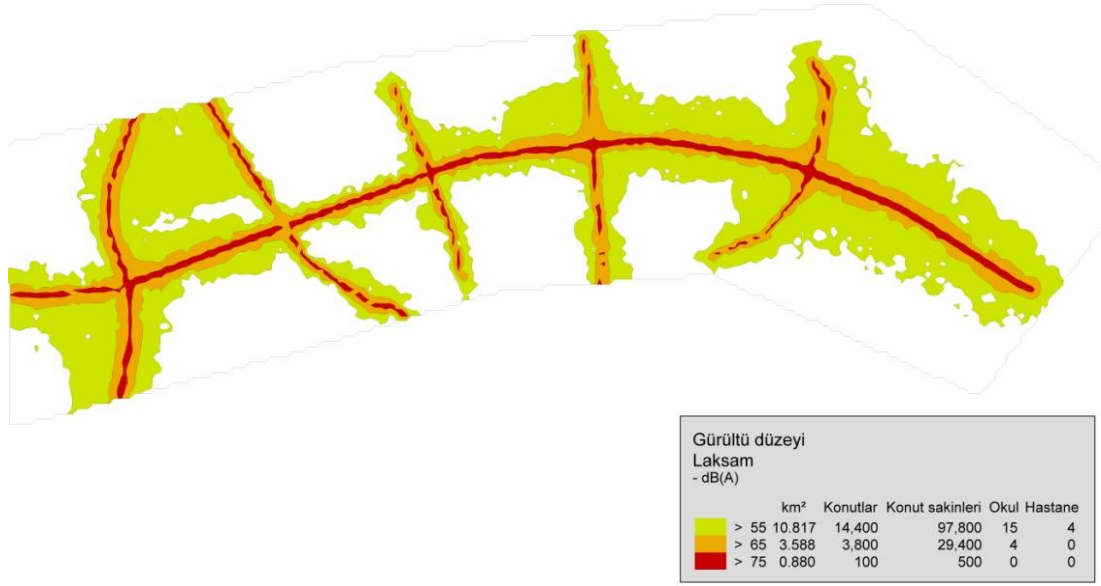 Gürültü düzeyi
Laksam
- dB(A)
km² Konutlar Konut sakinleri Okul Hastane
> 55 10.817 14,400 97,800 15 4
> 65 3.588 3,800 29,400 4 0
> 75 0.880 100 500 0 0